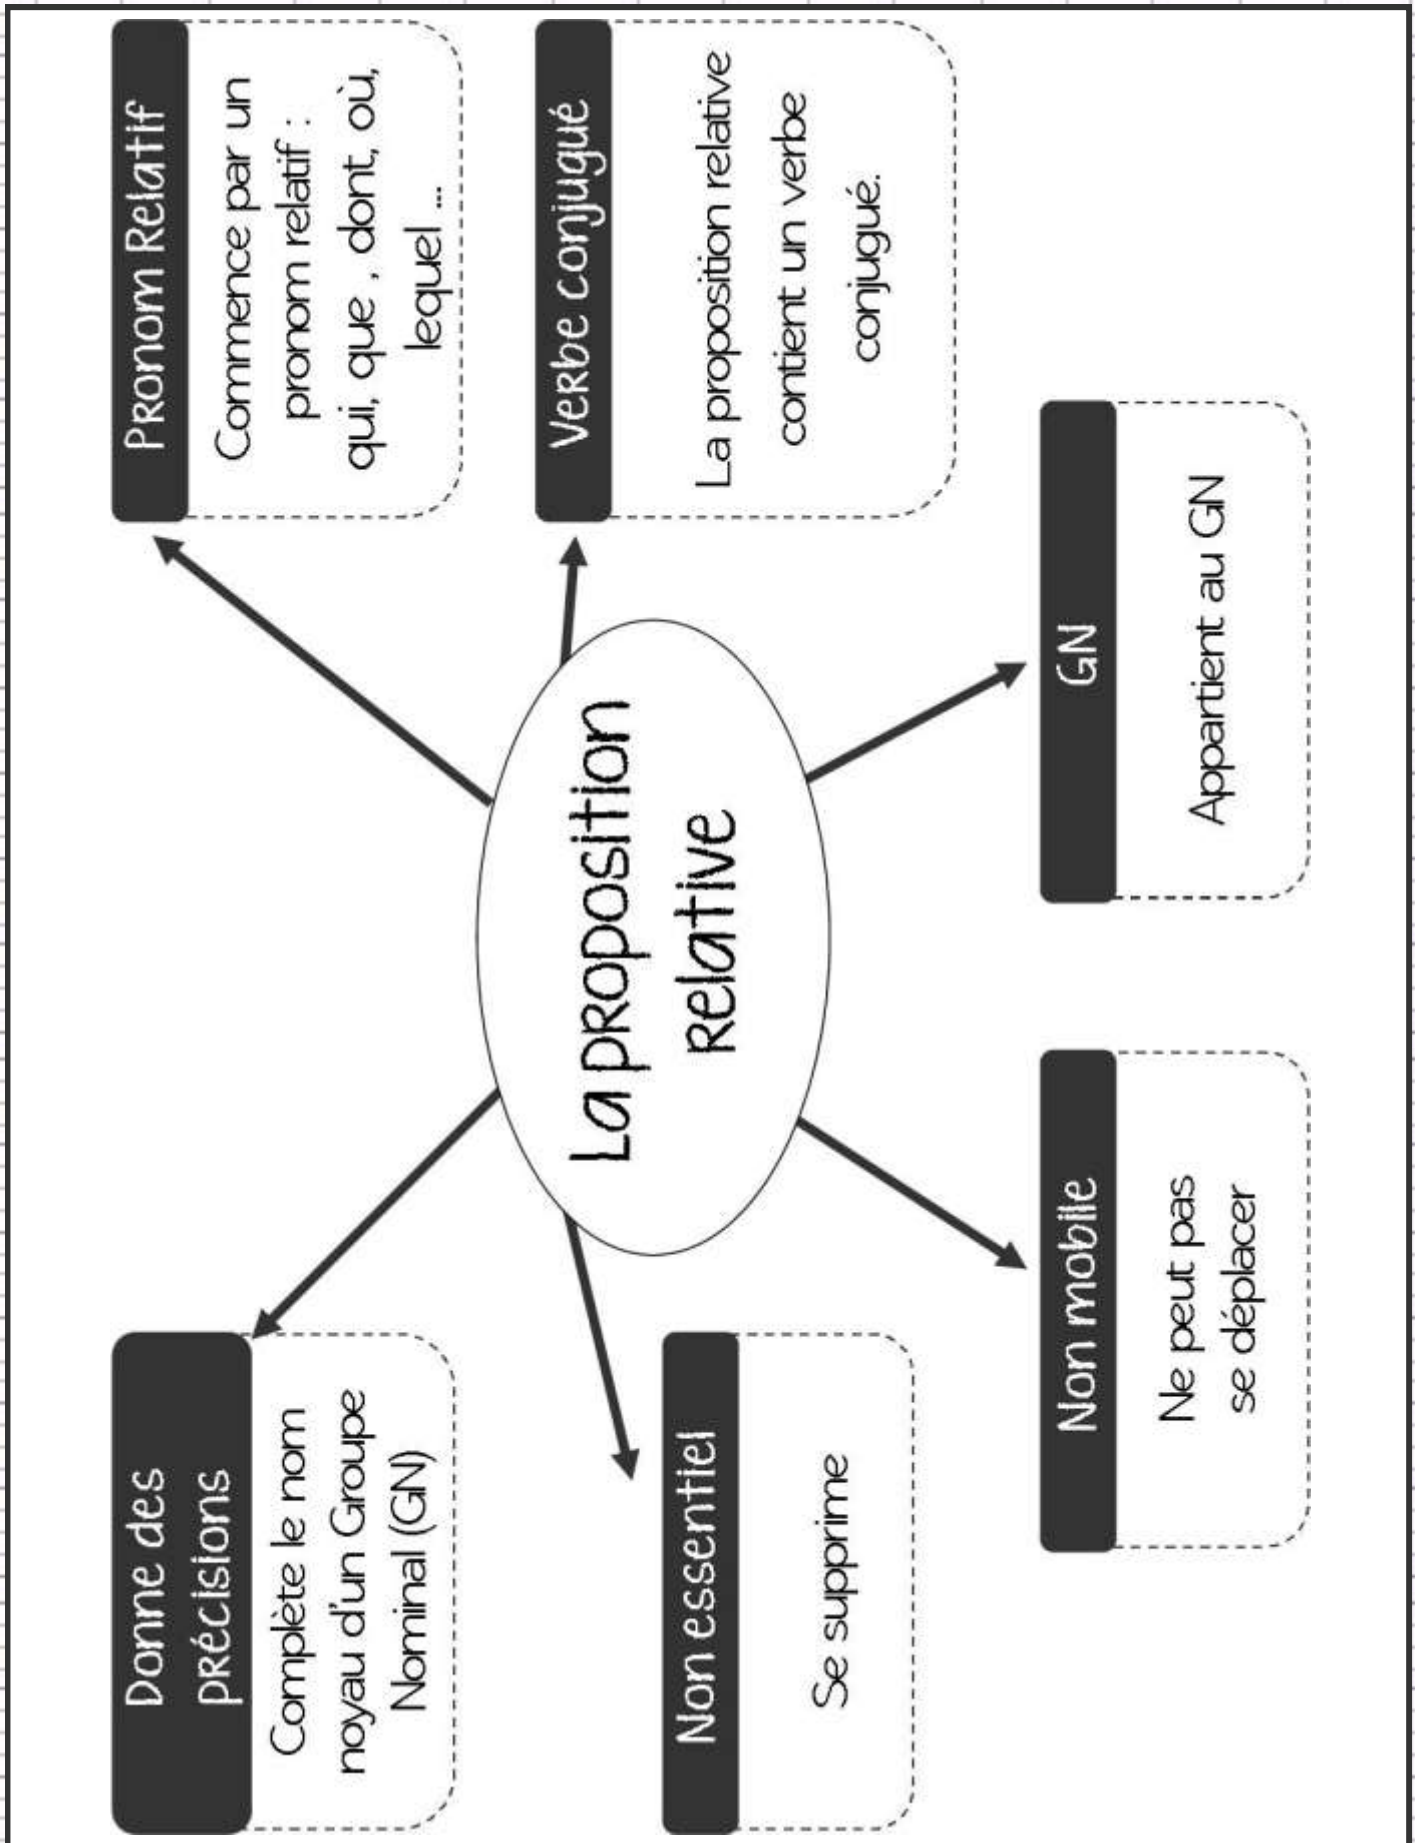 Donne des
précisions
Complète le nom
noyau d'un Groupe
Nominal (GN)
Pronom Relatif
Commence par un
pronom relatif :
qui, que , dont, où,
lequel ...
La proposition
relative
Non essentiel
Se supprime
Verbe conjugué
La proposition relative
contient un verbe
conjugué.
Non mobile
Ne peut pas
se déplacer
GN
Appartient au GN